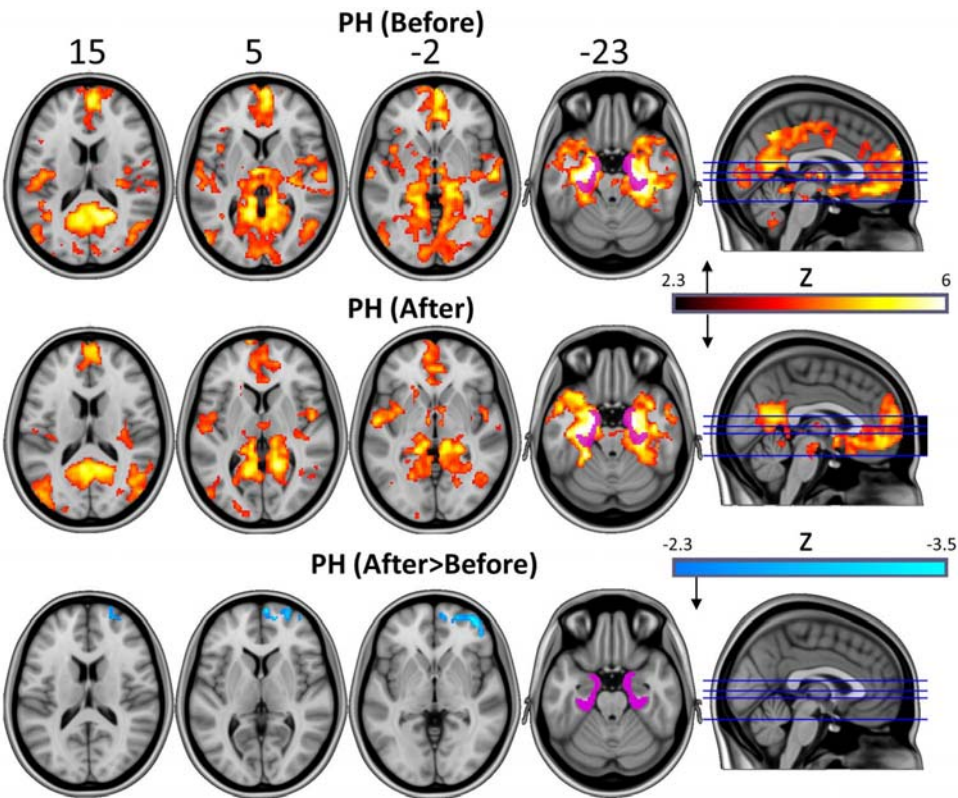 PH (Before)
15 5 -2 -23
2.3 Z 6
PH (After)
-2.3 Z -3.5
PH (After>Before)